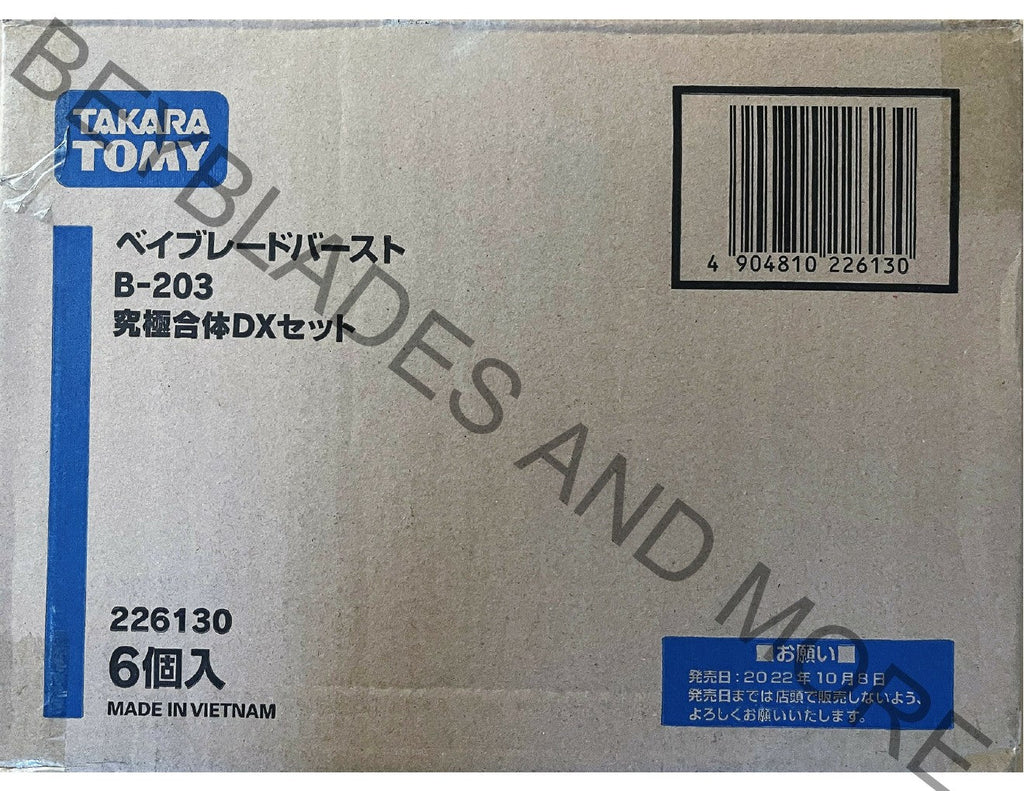 TAKARA
TOMY
ベイブレードバースト
B-203
究極合体DXセット
4 904810 226130
226130
6個入
MADE IN VIETNAM
■お願い■
発売日:2022年10月8日
発売日までは店頭で販売しないよう、
よろしくお願いいたします。
BEYBLADES AND MORE